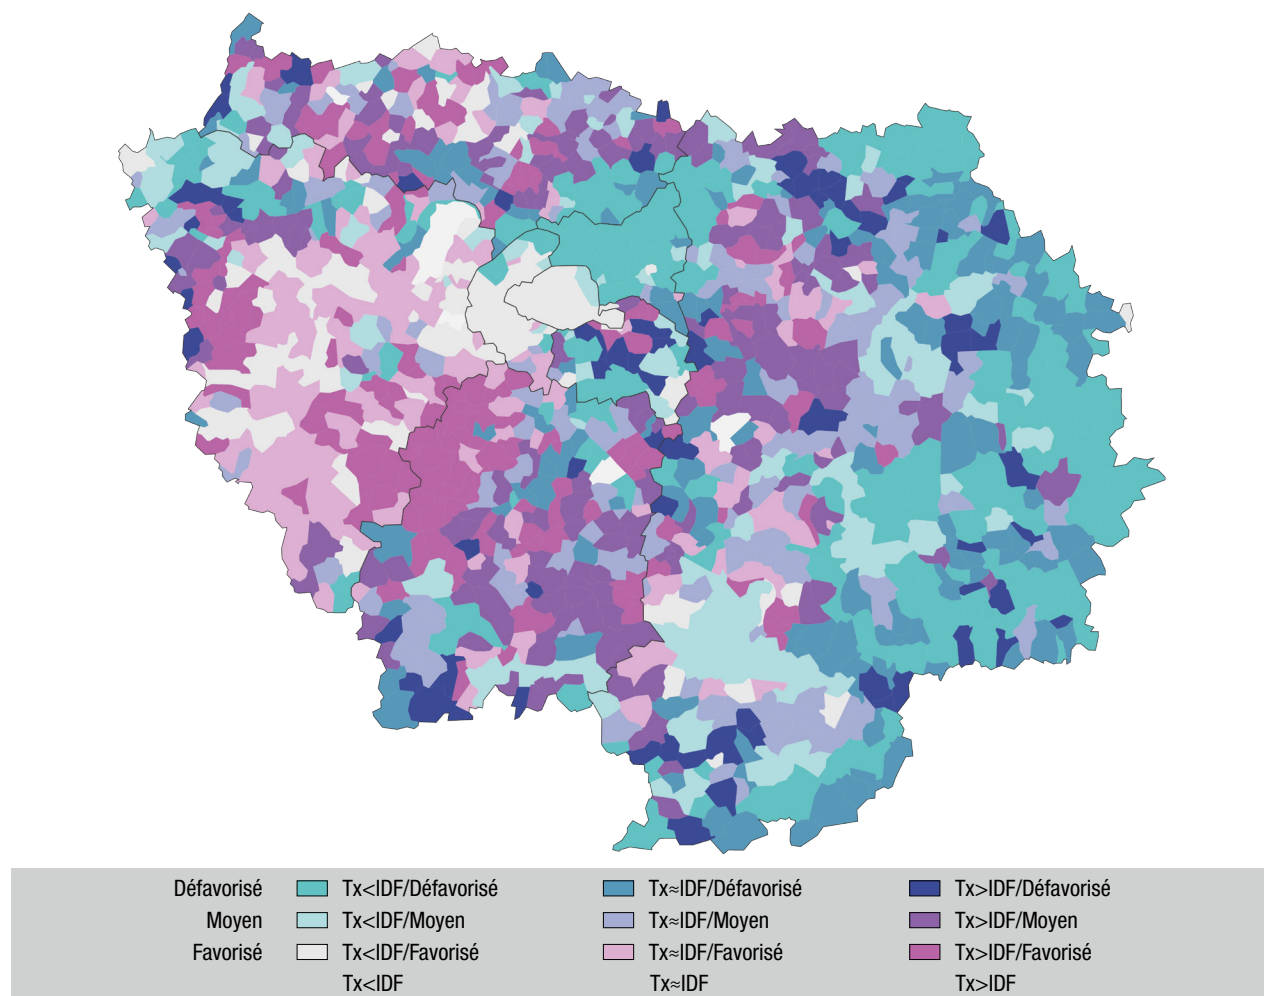 Défavorisé Tx<IDF/Défavorisé Tx≈IDF/Défavorisé Tx>IDF/Défavorisé
Moyen Tx<IDF/Moyen Tx≈IDF/Moyen Tx>IDF/Moyen
Favorisé Tx<IDF/Favorisé Tx≈IDF/Favorisé Tx>IDF/Favorisé
Tx<IDF Tx≈IDF Tx>IDF